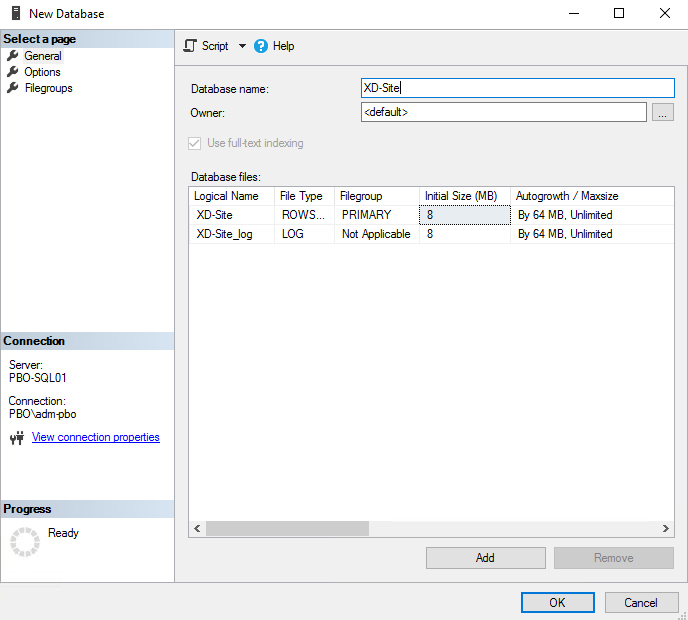 New Database
Select a page
General
Options
Filegroups
Script
Help
Database name: XD-Site
Owner: <default> ...
Use full-text indexing
Database files:
Logical Name File Type Filegroup Initial Size (MB) Autogrowth / Maxsize
XD-Site ROWS... PRIMARY 8 By 64 MB, Unlimited
XD-Site_log LOG Not Applicable 8 By 64 MB, Unlimited
Connection
Server:
PBO-SQL01
Connection:
PBO\adm-pbo
View connection properties
Progress
Ready
Add Remove
OK Cancel